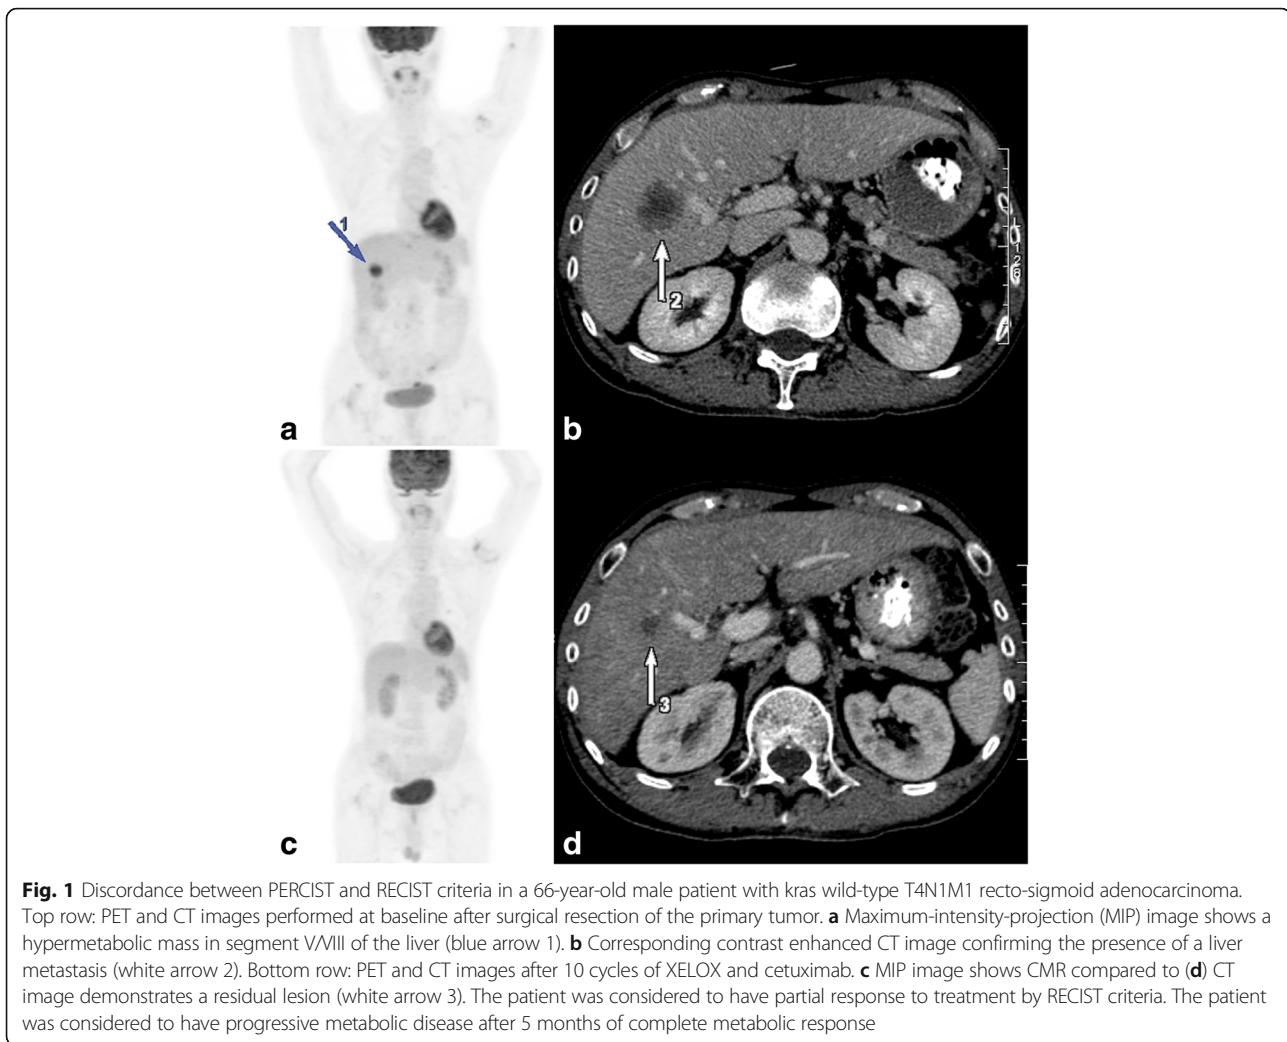 1
a
2
L
1
2
8
b
c
3
d
Fig. 1 Discordance between PERCIST and RECIST criteria in a 66-year-old male patient with kras wild-type T4N1M1 recto-sigmoid adenocarcinoma.
Top row: PET and CT images performed at baseline after surgical resection of the primary tumor. a Maximum-intensity-projection (MIP) image shows a
hypermetabolic mass in segment V/VIII of the liver (blue arrow 1). b Corresponding contrast enhanced CT image confirming the presence of a liver
metastasis (white arrow 2). Bottom row: PET and CT images after 10 cycles of XELOX and cetuximab. c MIP image shows CMR compared to (d) CT
image demonstrates a residual lesion (white arrow 3). The patient was considered to have partial response to treatment by RECIST criteria. The patient
was considered to have progressive metabolic disease after 5 months of complete metabolic response